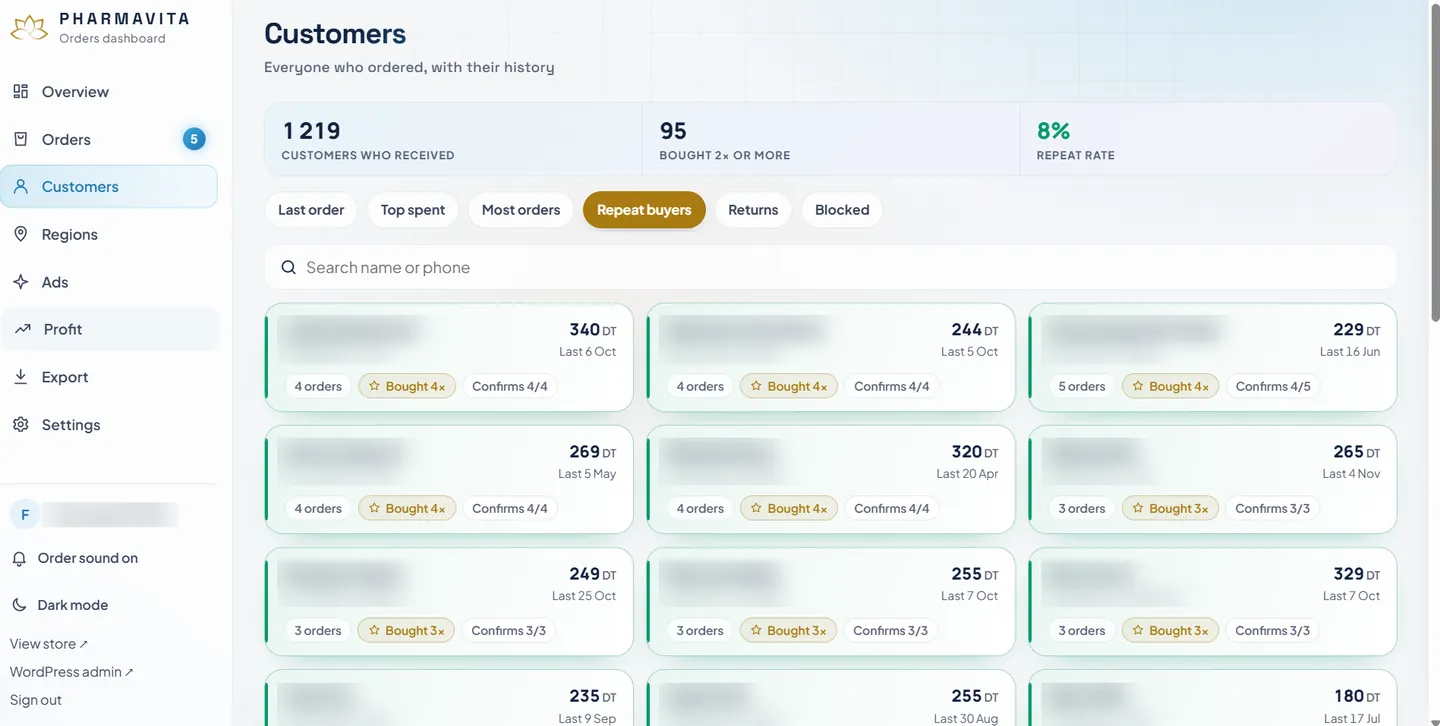 PHARMAVITA
Orders dashboard
Overview
Orders 5
Customers
Regions
Ads
Profit
Export
Settings
F
Order sound on
Dark mode
View store ↗
WordPress admin ↗
Sign out
Customers
Everyone who ordered, with their history
1 219
CUSTOMERS WHO RECEIVED
95
BOUGHT 2× OR MORE
8%
REPEAT RATE
Last order Top spent Most orders Repeat buyers Returns Blocked
Search name or phone
340 DT
Last 6 Oct
4 orders Bought 4× Confirms 4/4
244 DT
Last 5 Oct
4 orders Bought 4× Confirms 4/4
229 DT
Last 16 Jun
5 orders Bought 4× Confirms 4/5
269 DT
Last 5 May
4 orders Bought 4× Confirms 4/4
320 DT
Last 20 Apr
4 orders Bought 4× Confirms 4/4
265 DT
Last 4 Nov
3 orders Bought 3× Confirms 3/3
249 DT
Last 25 Oct
3 orders Bought 3× Confirms 3/3
255 DT
Last 7 Oct
3 orders Bought 3× Confirms 3/3
329 DT
Last 7 Oct
3 orders Bought 3× Confirms 3/3
235 DT
Last 9 Sep
255 DT
Last 30 Aug
180 DT
Last 17 Jul